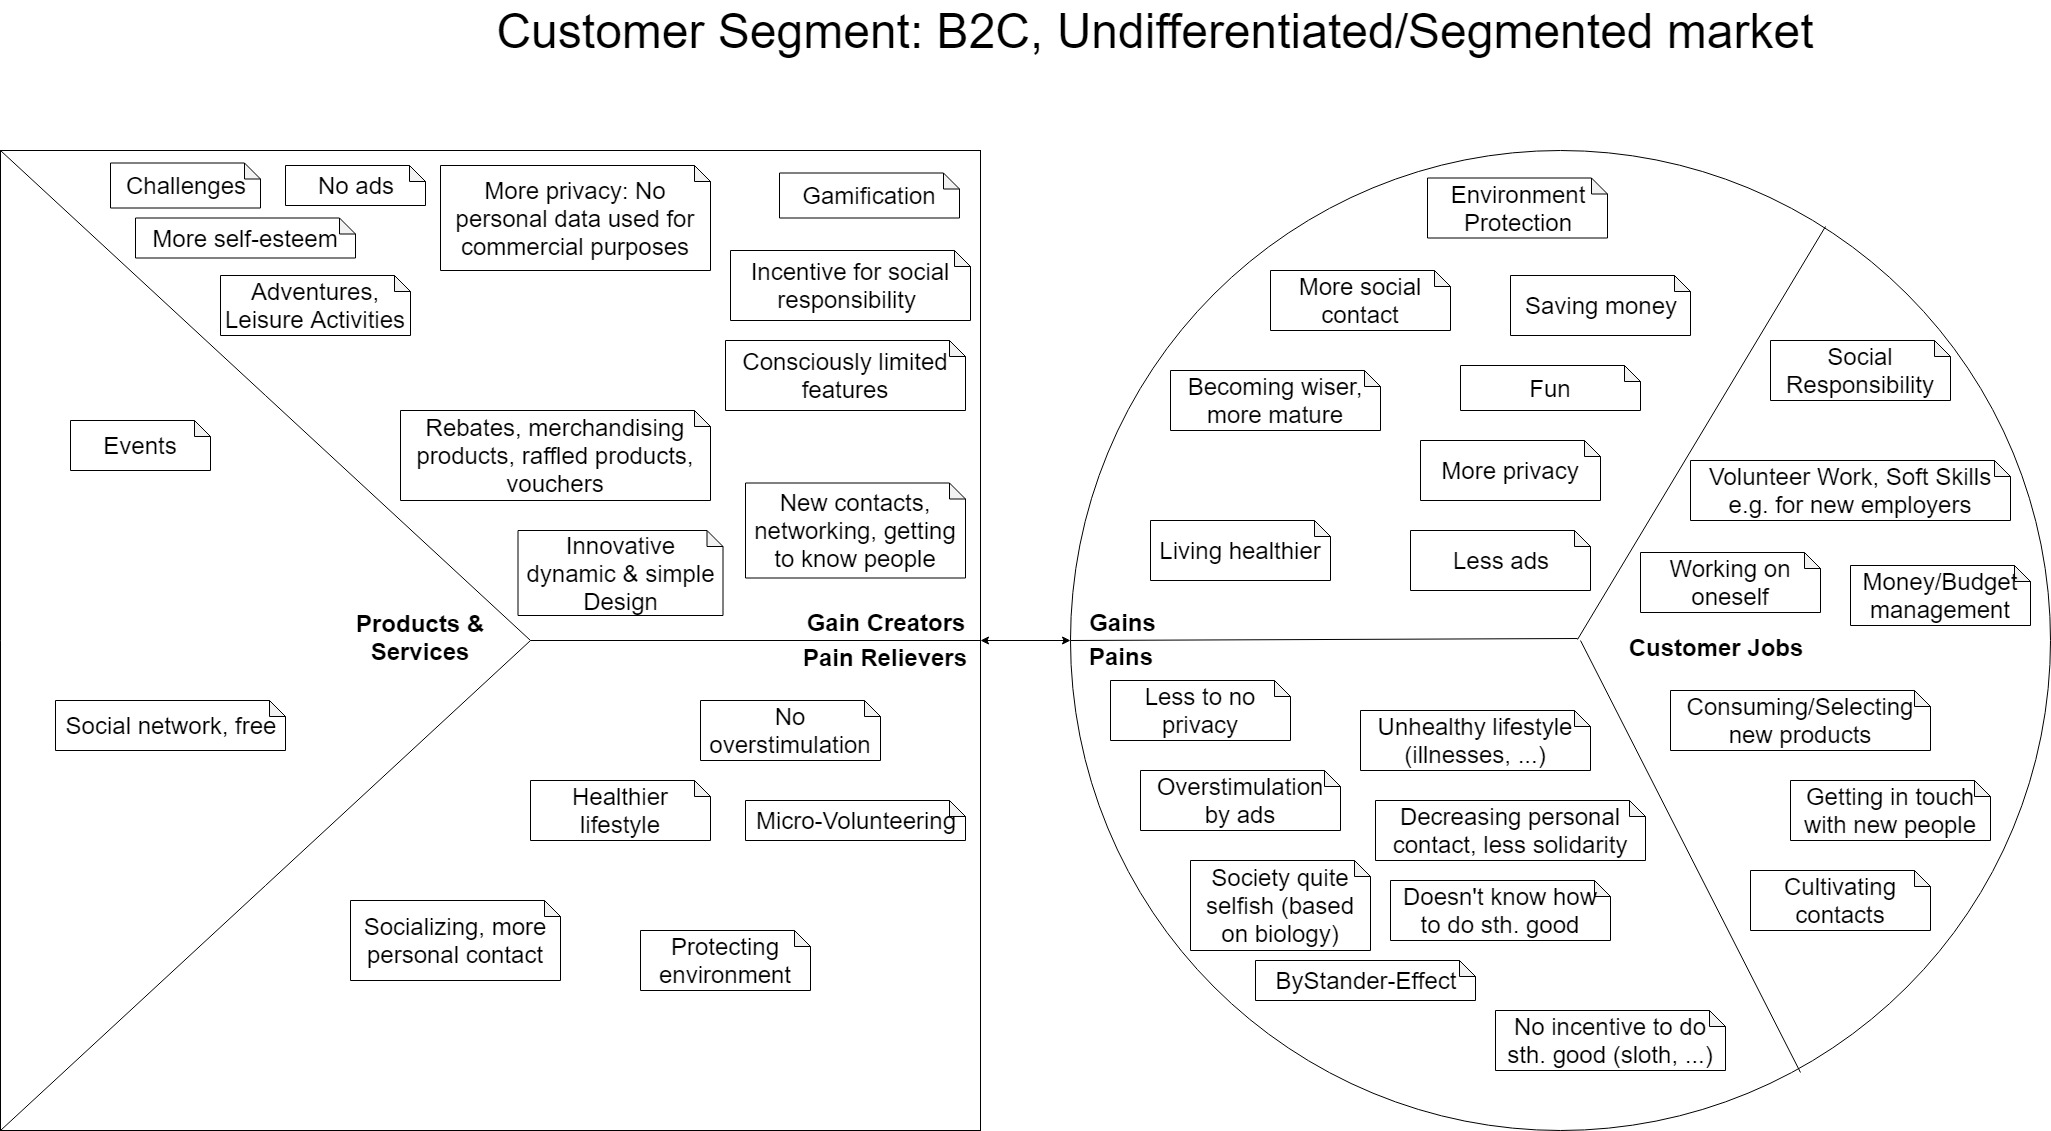 Customer Segment: B2C, Undifferentiated/Segmented market
Challenges
No ads
More privacy: No
personal data used for
commercial purposes
Gamification
More self-esteem
Adventures,
Leisure Activities
Incentive for social
responsibility
Consciously limited
features
Rebates, merchandising
products, raffled products,
vouchers
New contacts,
networking, getting
to know people
Innovative
dynamic & simple
Design
Gain Creators
Events
Products &
Services
Social network, free
Pain Relievers
No
overstimulation
Healthier
lifestyle
Micro-Volunteering
Socializing, more
personal contact
Protecting
environment
Environment
Protection
More social
contact
Saving money
Becoming wiser,
more mature
Fun
More privacy
Living healthier
Less ads
Gains
Pains
Less to no
privacy
Unhealthy lifestyle
(illnesses, ...)
Overstimulation
by ads
Decreasing personal
contact, less solidarity
Society quite
selfish (based
on biology)
Doesn't know how
to do sth. good
ByStander-Effect
No incentive to do
sth. good (sloth, ...)
Social
Responsibility
Volunteer Work, Soft Skills
e.g. for new employers
Working on
oneself
Money/Budget
management
Customer Jobs
Consuming/Selecting
new products
Getting in touch
with new people
Cultivating
contacts